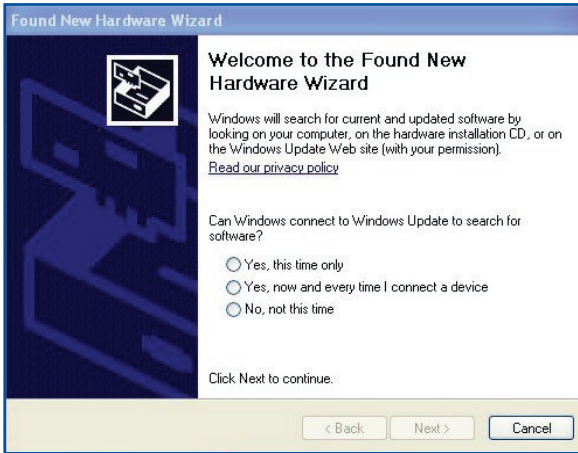 Found New Hardware Wizard
Welcome to the Found New
Hardware Wizard
Windows will search for current and updated software by
looking on your computer, on the hardware installation CD, or on
the Windows Update Web site (with your permission).
Read our privacy policy
Can Windows connect to Windows Update to search for
software?
Yes, this time only
Yes, now and every time I connect a device
No, not this time
Click Next to continue.
< Back
Next >
Cancel